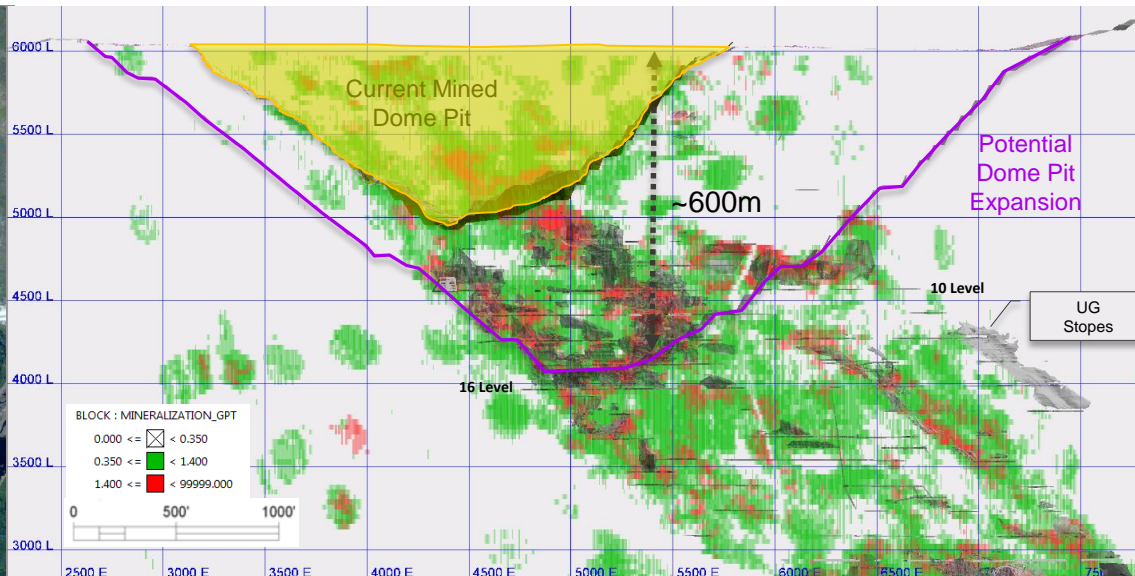 6000 L
Current Mined
Dome Pit
5500 L
Potential
Dome Pit
Expansion
5000 L
~600m
4500 L
10 Level
UG
Stopes
4000 L
16 Level
BLOCK : MINERALIZATION_GPT
0.000 <= < 0.350
0.350 <= < 1.400
1.400 <= < 99999.000
3500 L
0 500' 1000'
3000 L
2500 E 3000 E 3500 E 4000 E 4500 E 5000 E 5500 E 6000 E 6500 E 750